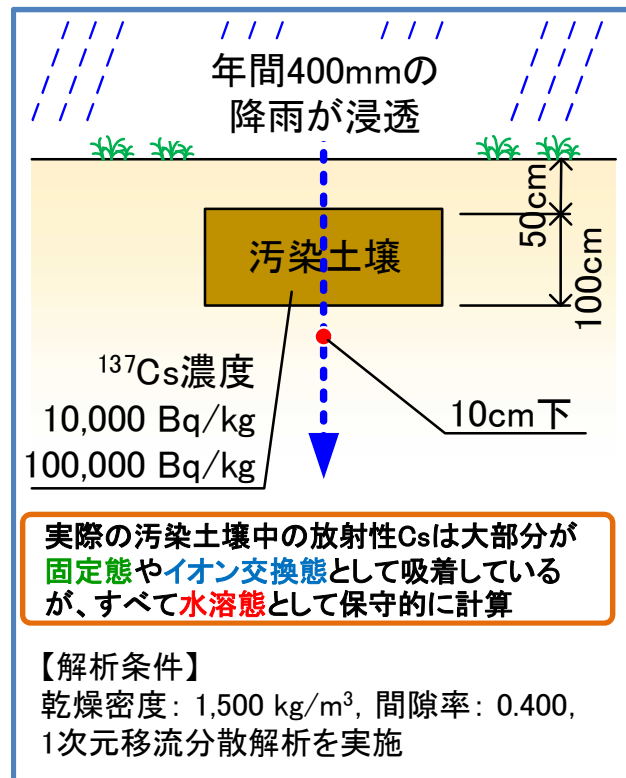 年間400mmの
降雨が浸透
50cm
汚染土壌
100cm
137Cs濃度
10,000 Bq/kg
100,000 Bq/kg
10cm下
実際の汚染土壌中の放射性Csは大部分が
固定態やイオン交換態として吸着している
が、すべて水溶態として保守的に計算
【解析条件】
乾燥密度： 1,500 kg/m³, 間隙率： 0.400,
1次元移流分散解析を実施